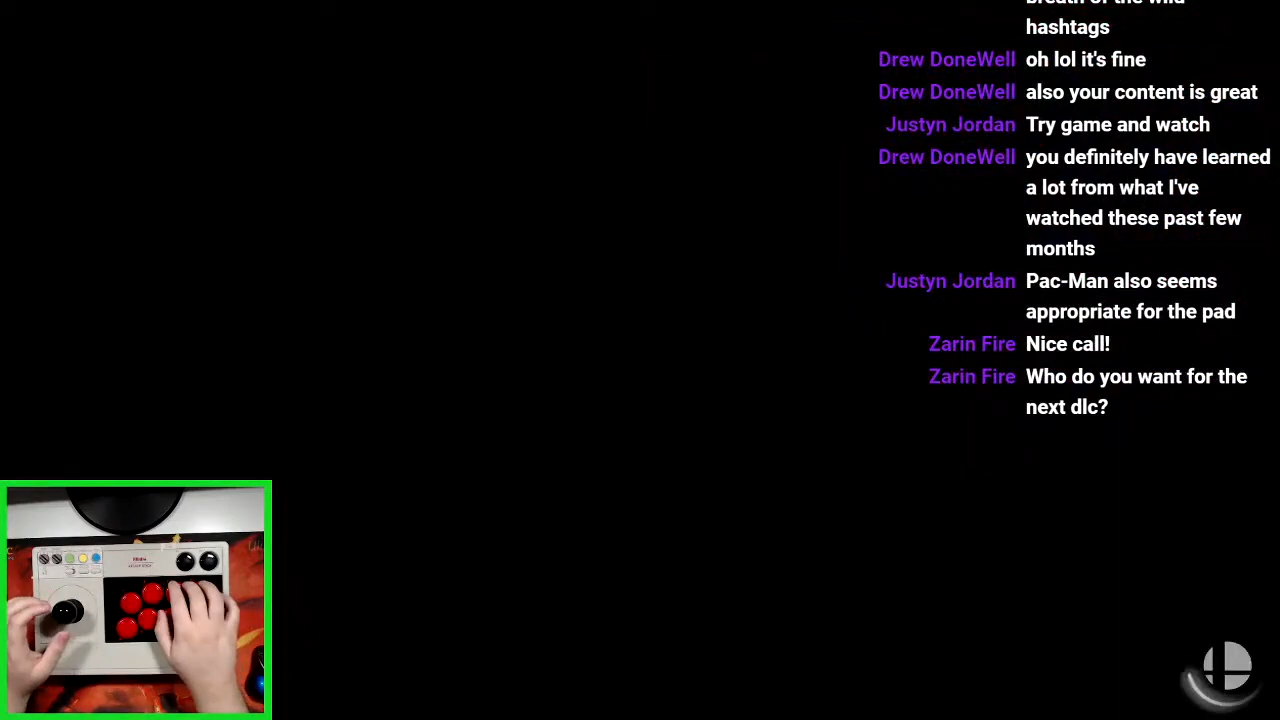 hashtags
Drew DoneWell oh lol it's fine
Drew DoneWell also your content is great
Justyn Jordan Try game and watch
Drew DoneWell you definitely have learned
a lot from what I've
watched these past few
months
Justyn Jordan Pac-Man also seems
appropriate for the pad
Zarin Fire Nice call!
Zarin Fire Who do you want for the
next dlc?